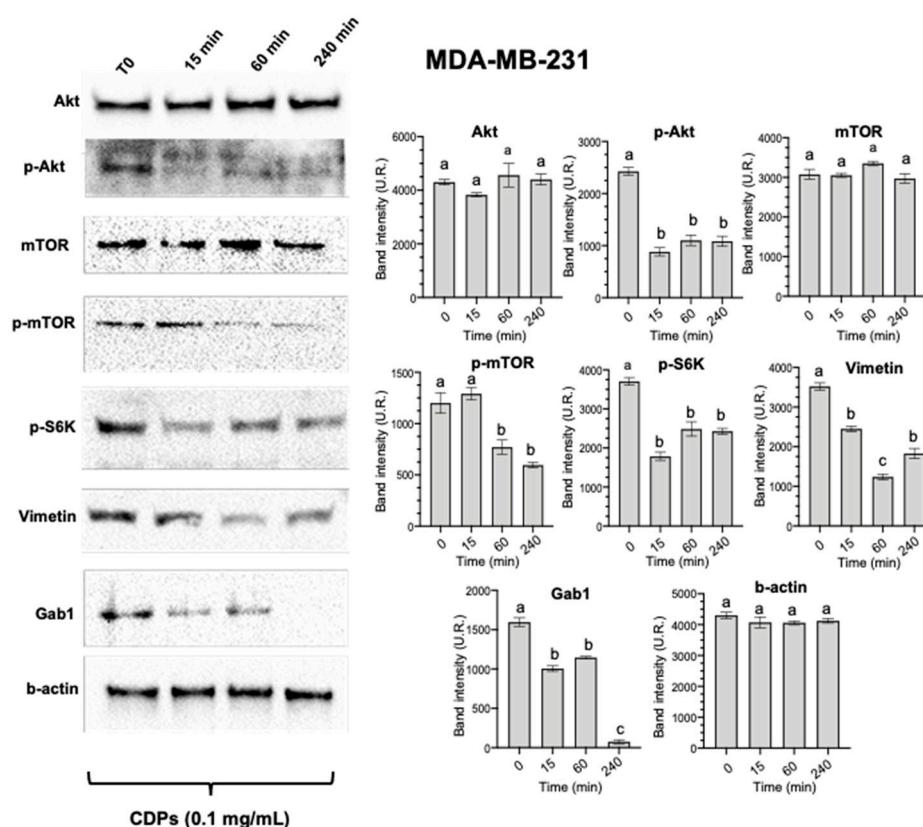 MDA-MB-231
T0 15 min 60 min 240 min
Akt
p-Akt
mTOR
p-mTOR
p-S6K
Vimetin
Gab1
b-actin
CDPs (0.1 mg/mL)
Akt
Band intensity (U.R.)
6000
4000
2000
0
a a a a
0 15 60 240
Time (min)
p-Akt
Band intensity (U.R.)
3000
2000
1000
0
a b b b
0 15 60 240
Time (min)
mTOR
Band intensity (U.R.)
4000
3000
2000
1000
0
a a a a
0 15 60 240
Time (min)
p-mTOR
Band intensity (U.R.)
1500
1000
500
0
a a b b
0 15 60 240
Time (min)
p-S6K
Band intensity (U.R.)
4000
3000
2000
1000
0
a b b b
0 15 60 240
Time (min)
Vimetin
Band intensity (U.R.)
4000
3000
2000
1000
0
a b c b
0 15 60 240
Time (min)
Gab1
Band intensity (U.R.)
1600
1500
1000
500
0
a b b c
0 15 60 240
Time (min)
b-actin
Band intensity (U.R.)
5000
4000
3000
2000
1000
0
a a a a
0 15 60 240
Time (min)